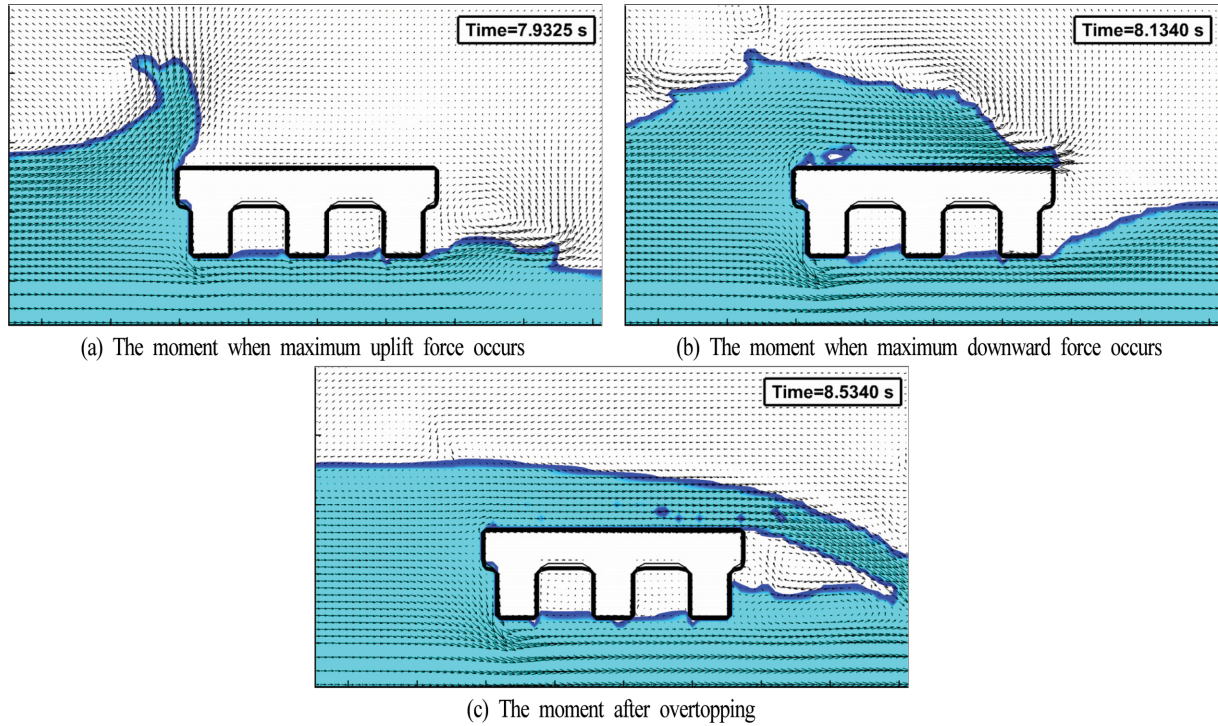 Time=7.9325 s
Time=8.1340 s
(a) The moment when maximum uplift force occurs
(b) The moment when maximum downward force occurs
Time=8.5340 s
(c) The moment after overtopping